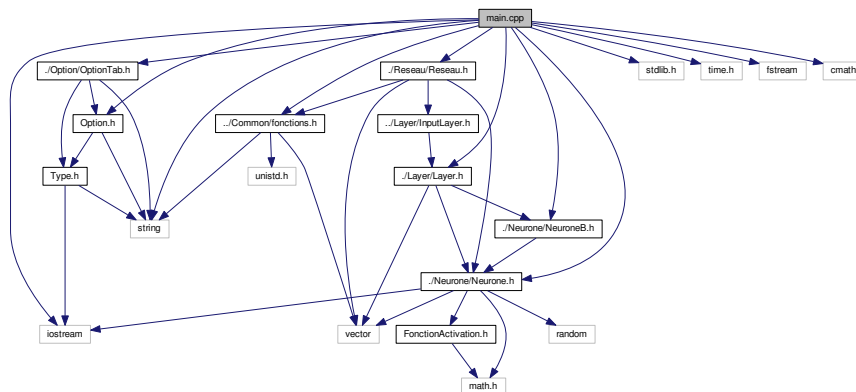 main.cpp
./Option/OptionTab.h
./Reseau/Reseau.h
stdlib.h
time.h
fstream
cmath
Option.h
../Common/fonctions.h
../Layer/InputLayer.h
Type.h
unistd.h
./Layer/Layer.h
string
./Neurone/NeuroneB.h
./Neurone/Neurone.h
iostream
vector
FonctionActivation.h
random
math.h